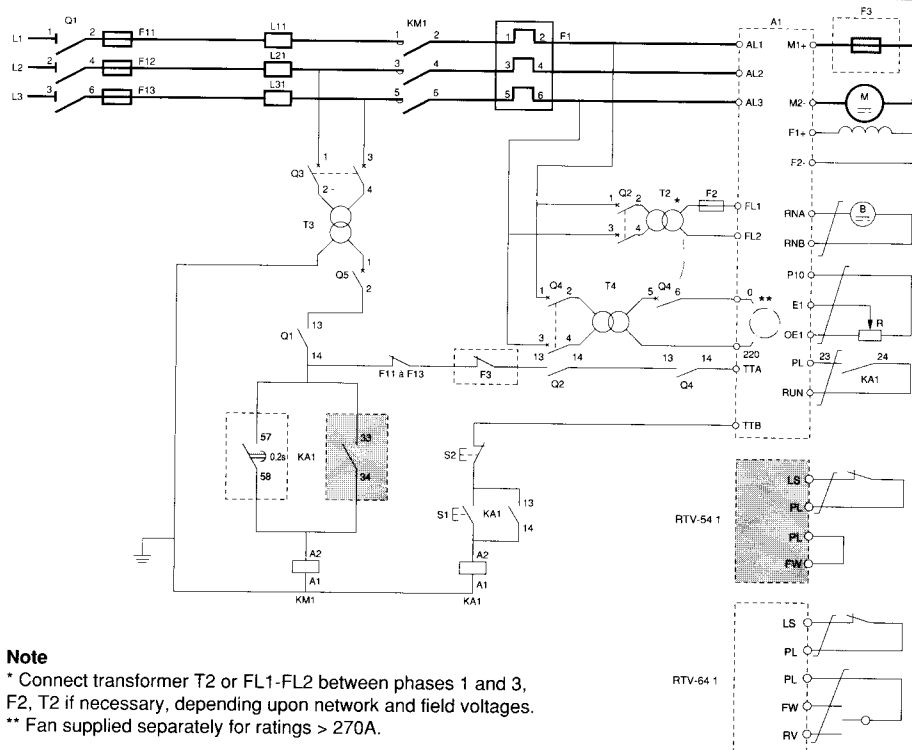 Q1 KM1 A1 F3
L1 1 2 F11 L11 1 2 1 2 F1 AL1 M1+
L2 2 4 F12 L21 3 4 3 4 AL2
L3 3 6 F13 L31 5 6 5 6 AL3 M2- M
F1+
1 3
F2-
Q3
2 4
Q2 T2 * F2
1 2 FL1 RNA B
T3
3 4 FL2 RNB
1
Q5
2
P10
Q4 T4 Q4
1 2 5 6 0 ** E1
Q1 13
3 4 OE1 R
14
13 14 13 14 220 PL 23 24
F11 à F13 F3 Q2 Q4 TTA KA1
RUN
57 33 TTB
0,2s KA1
58 34
S2
LS
PL
S1 KA1 13
14
RTV-54 1
PL
FW
A2 A2
A1 A1
KM1 KA1
LS
PL
RTV-64 1
PL
FW
RV
Note
* Connect transformer T2 or FL1-FL2 between phases 1 and 3,
F2, T2 if necessary, depending upon network and field voltages.
** Fan supplied separately for ratings > 270A.